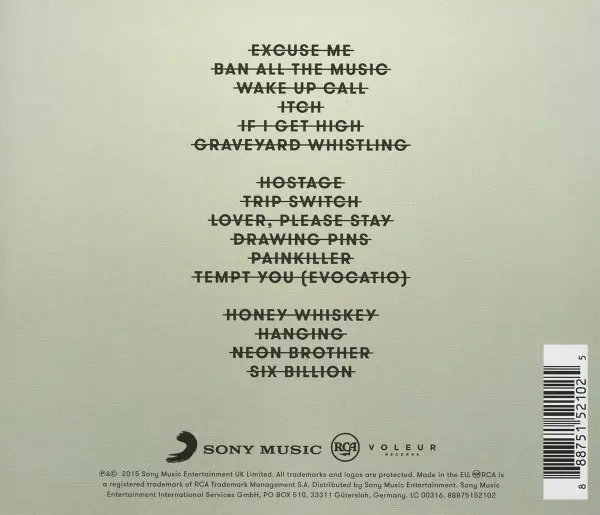 EXCUSE ME
BAN ALL THE MUSIC
WAKE UP CALL
ITCH
IF I GET HIGH
GRAVEYARD WHISTLING
HOSTAGE
TRIP SWITCH
LOVER, PLEASE STAY
DRAWING PINS
PAINKILLER
TEMPT YOU (EVOCATIO)
HONEY WHISKEY
HANGING
NEON BROTHER
SIX BILLION
SONY MUSIC RCA VOLEUR
RECORDS
℗&© 2015 Sony Music Entertainment UK Limited. All trademarks and logos are protected. Made in the EU. RCA is
a registered trademark of RCA Trademark Management S.A. Distributed by Sony Music Entertainment. Sony Music
Entertainment International Services GmbH, PO BOX 510, 33311 Gütersloh, Germany. LC 00316. 88875152102
8 88751 52102 5